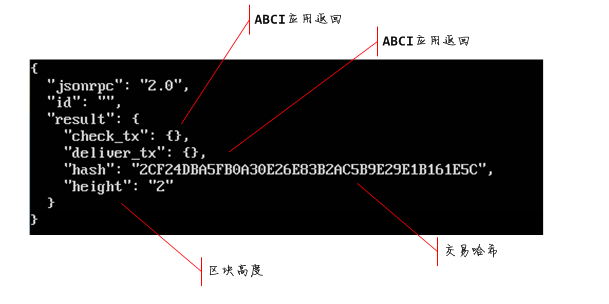 ABCI应用返回
ABCI应用返回
{
"jsonrpc": "2.0",
"id": "",
"result": {
"check_tx": {},
"deliver_tx": {},
"hash": "2CF24DBA5FB0A30E26E83B2AC5B9E29E1B161E5C",
"height": "2"
}
}
交易哈希
区块高度